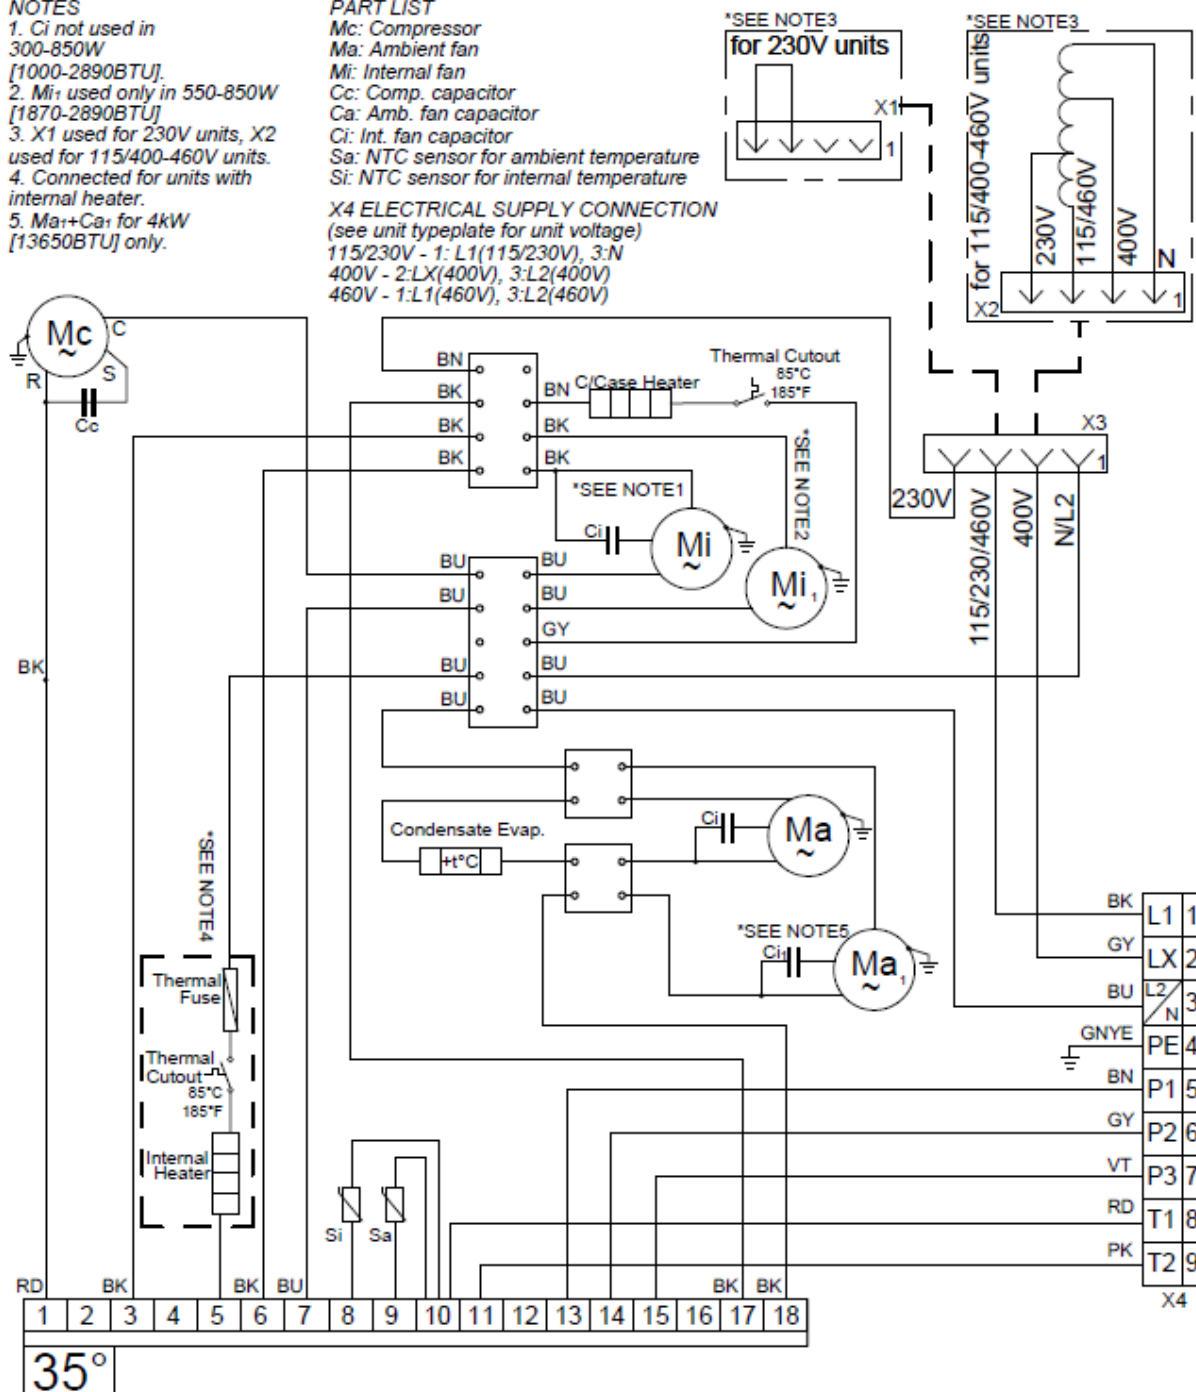 NOTES
1. Ci not used in
300-850W
[1000-2890BTU].
2. Mi₁ used only in 550-850W
[1870-2890BTU]
3. X1 used for 230V units, X2
used for 115/400-460V units.
4. Connected for units with
internal heater.
5. Ma₁+Ca₁ for 4kW
[13650BTU] only.
PART LIST
Mc: Compressor
Ma: Ambient fan
Mi: Internal fan
Cc: Comp. capacitor
Ca: Amb. fan capacitor
Ci: Int. fan capacitor
Sa: NTC sensor for ambient temperature
Si: NTC sensor for internal temperature
X4 ELECTRICAL SUPPLY CONNECTION
(see unit typeplate for unit voltage)
115/230V - 1: L1(115/230V), 3:N
400V - 2:LX(400V), 3:L2(400V)
460V - 1:L1(460V), 3:L2(460V)
*SEE NOTE3
for 230V units
X1
1
*SEE NOTE3
for 115/400-460V units
230V
115/460V
400V
N
X2
1
Mc
~
C
R
S
Cc
BN
BK
BK
BK
BN
BK
BK
C/Case Heater
Thermal Cutout
85°C
185°F
*SEE NOTE1
*SEE NOTE2
Ci
Mi
~
Mi₁
~
X3
1
230V
115/230/460V
400V
N/L2
BU
BU
BU
BU
BU
BU
GY
BU
BU
BK
Condensate Evap.
+t°C
Ci
Ma
~
*SEE NOTE5
Ci₁
Ma₁
~
*SEE NOTE4
Thermal
Fuse
Thermal
Cutout
85°C
185°F
Internal
Heater
Si
Sa
BK L1 1
GY LX 2
BU L2/N 3
GNYE PE 4
BN P1 5
GY P2 6
VT P3 7
RD T1 8
PK T2 9
X4
RD BK BK BU BK BK
1 2 3 4 5 6 7 8 9 10 11 12 13 14 15 16 17 18
35°